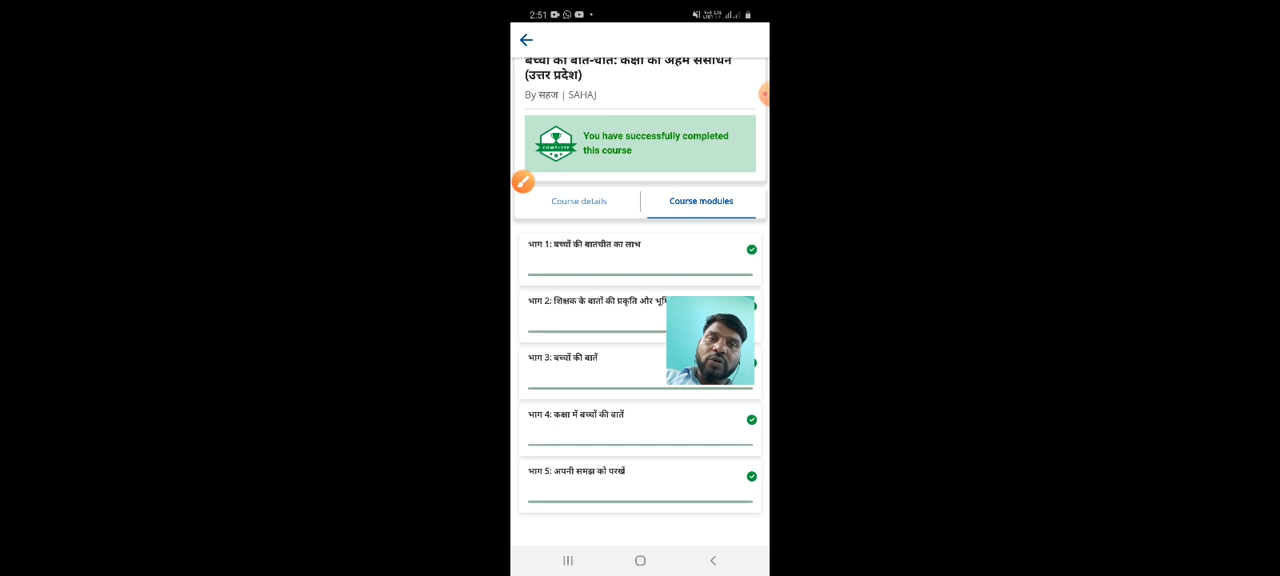 2:51
बच्चों की बात-चीत: कक्षा का अहम संसाधन
(उत्तर प्रदेश)
By सहज | SAHAJ
COMPLETE
You have successfully completed
this course
Course details
Course modules
भाग 1: बच्चों की बातचीत का लाभ
भाग 2: शिक्षक के बातों की प्रकृति और
भाग 3: बच्चों की बातें
भाग 4: कक्षा में बच्चों की बातें
भाग 5: अपनी समझ को परखें